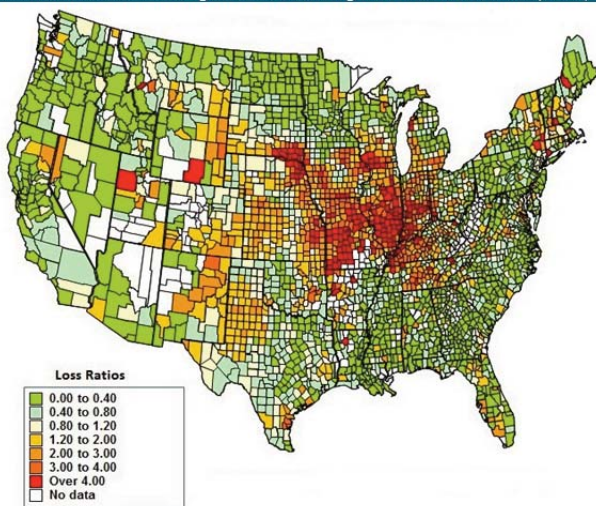 Loss Ratios
0.00 to 0.40
0.40 to 0.80
0.80 to 1.20
1.20 to 2.00
2.00 to 3.00
3.00 to 4.00
Over 4.00
No data